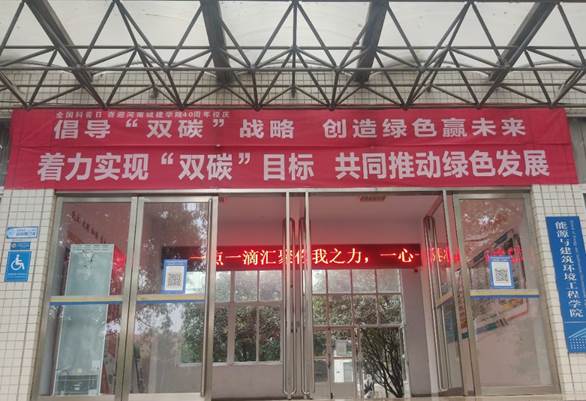 全国科普日 喜迎河南城建学院40周年校庆
倡导“双碳”战略 创造绿色赢未来
着力实现“双碳”目标 共同推动绿色发展
一点一滴汇聚你我之力，一心一
能源与建筑环境工程学院